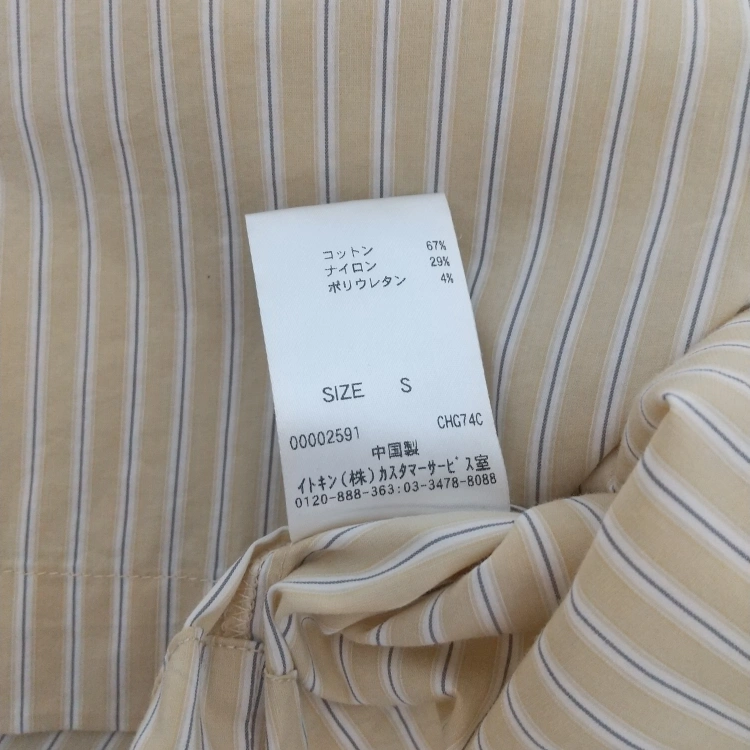 コットン 67%
ナイロン 29%
ポリウレタン 4%
SIZE S
00002591 CHG74C
中国製
イトキン(株)カスタマーサービス室
0120-888-363:03-3478-8088